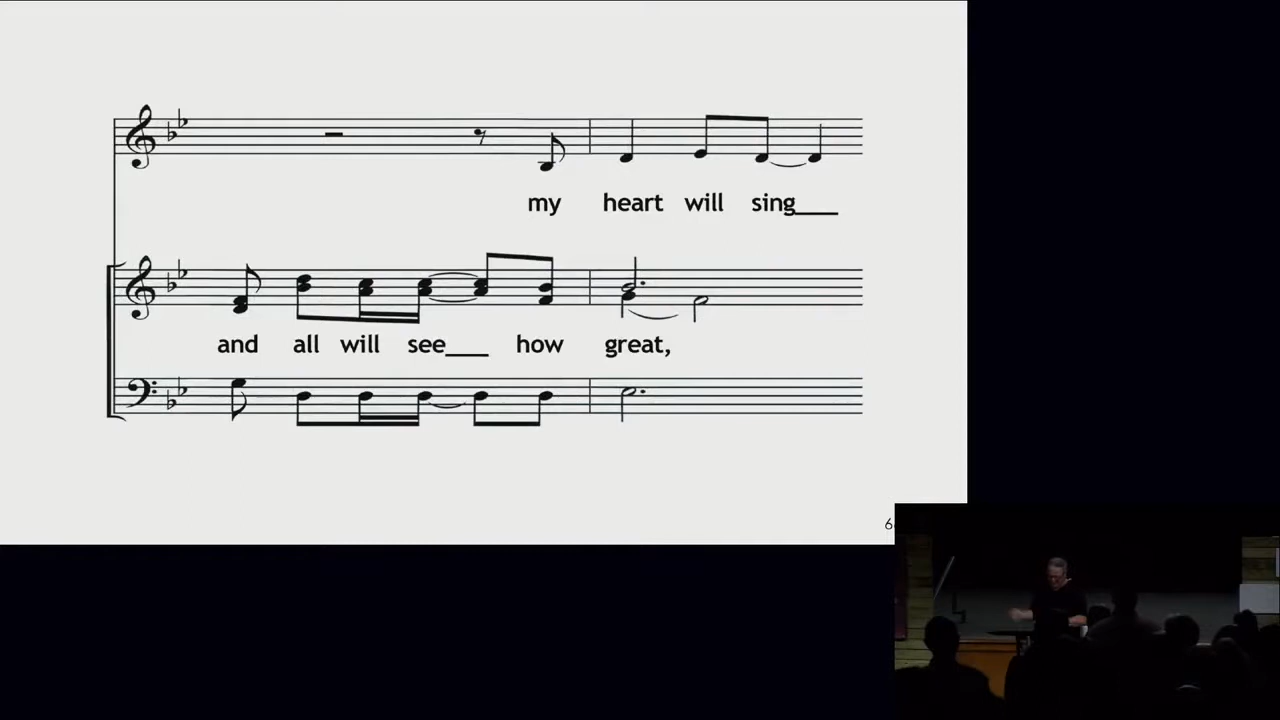 my heart will sing___
and all will see___ how great,
6